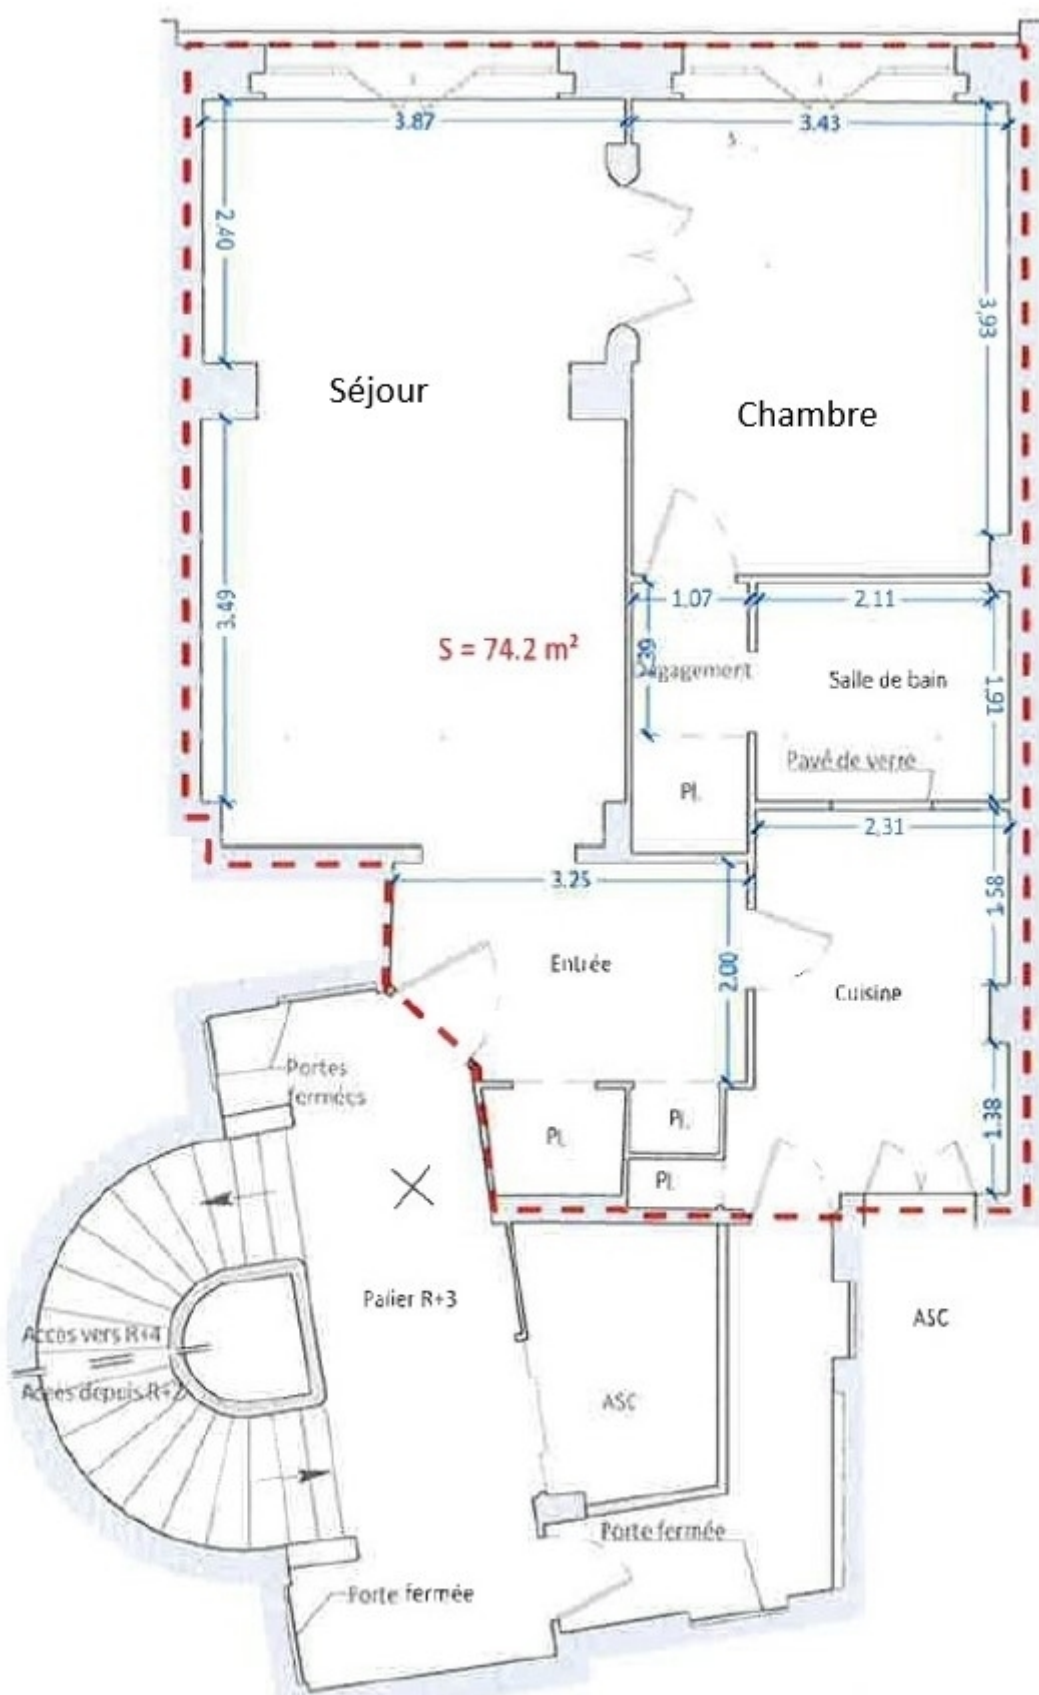 3.87
3.43
2.40
3,93
Séjour
Chambre
3.49
1.07
2.11
S = 74.2 m²
Salle de bain
1.91
Pavé de verre
Pl.
2,31
3.25
1.58
2.00
Entrée
Cuisine
Portes
fermées
1.38
Pl.
Pl.
Pl.
Palier R+3
ASC
Accès vers R+4
Accès depuis R+2
ASC
Porte fermée
Porte fermée